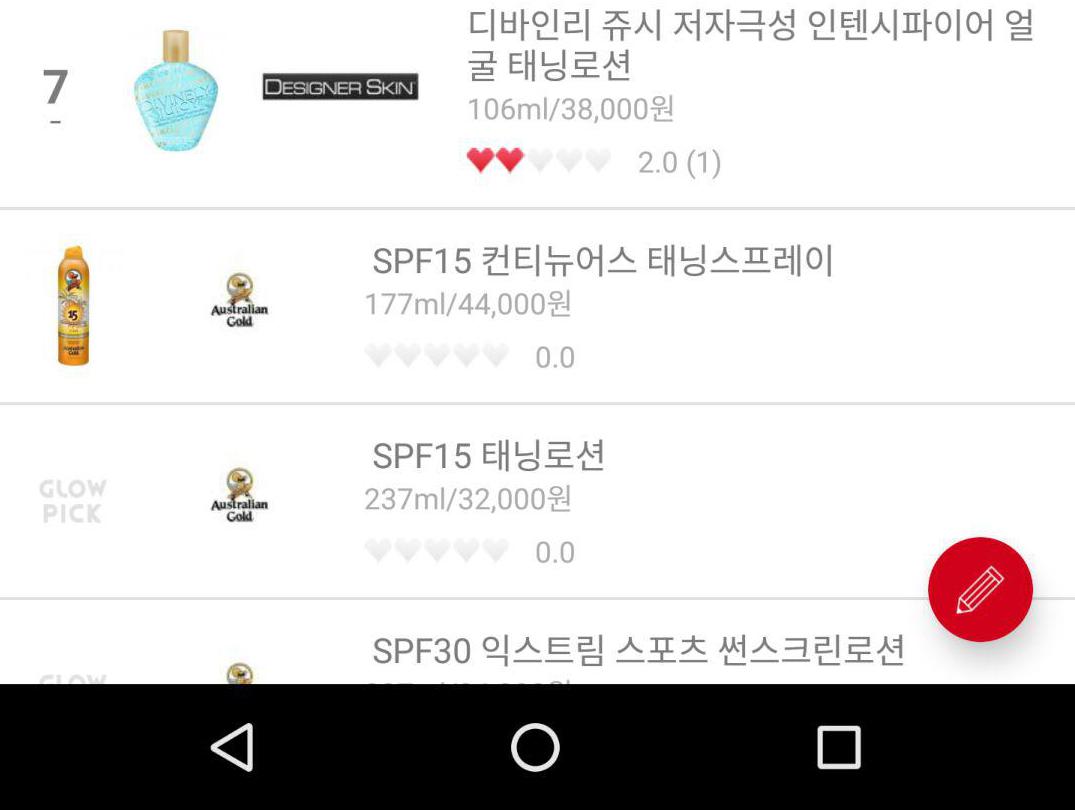 디바인리 쥬시 저자극성 인텐시파이어 얼
굴 태닝로션
7
DIVINELY
JUICY
DESIGNER SKIN
106ml/38,000원
-
2.0 (1)
SPF15 컨티뉴어스 태닝스프레이
15
Australian
Gold
177ml/44,000원
0.0
SPF15 태닝로션
GLOW
PICK
Australian
Gold
237ml/32,000원
0.0
SPF30 익스트림 스포츠 썬스크린로션
GLOW